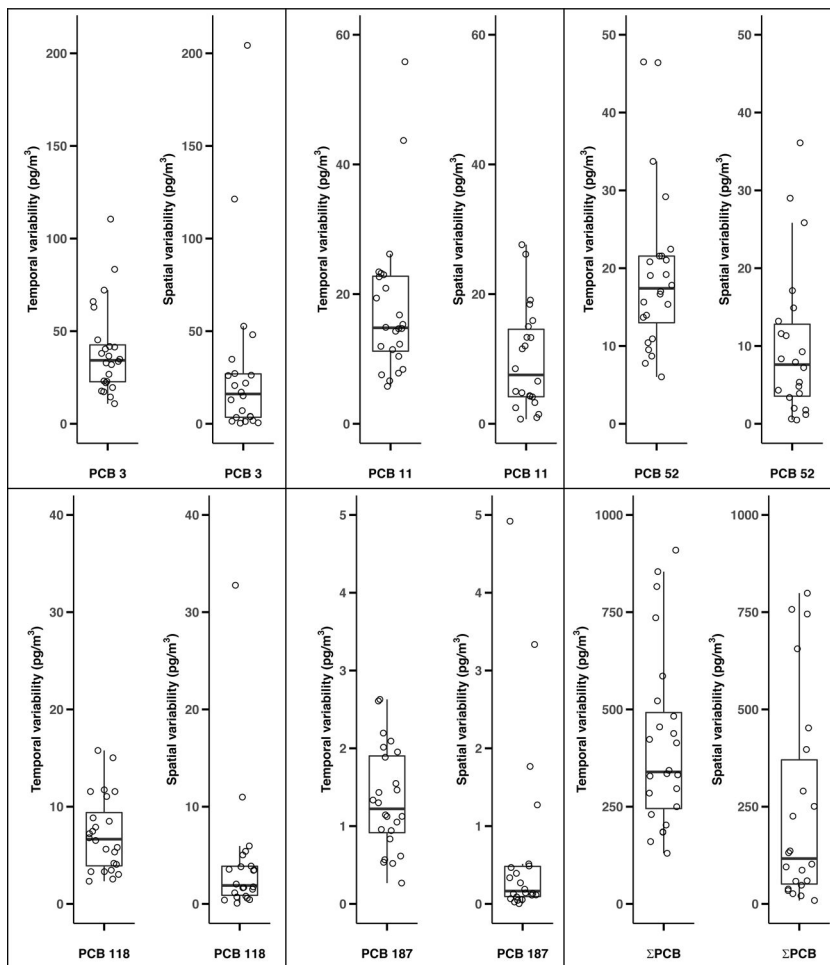 Temporal variability (pg/m³)
200
150
100
50
0
PCB 3
Spatial variability (pg/m³)
200
150
100
50
0
PCB 3
Temporal variability (pg/m³)
60
40
20
0
PCB 11
Spatial variability (pg/m³)
60
40
20
0
PCB 11
Temporal variability (pg/m³)
50
40
30
20
10
0
PCB 52
Spatial variability (pg/m³)
50
40
30
20
10
0
PCB 52
Temporal variability (pg/m³)
40
30
20
10
0
PCB 118
Spatial variability (pg/m³)
40
30
20
10
0
PCB 118
Temporal variability (pg/m³)
5
4
3
2
1
0
PCB 187
Spatial variability (pg/m³)
5
4
3
2
1
0
PCB 187
Temporal variability (pg/m³)
1000
750
500
250
0
ΣPCB
Spatial variability (pg/m³)
1000
750
500
250
0
ΣPCB